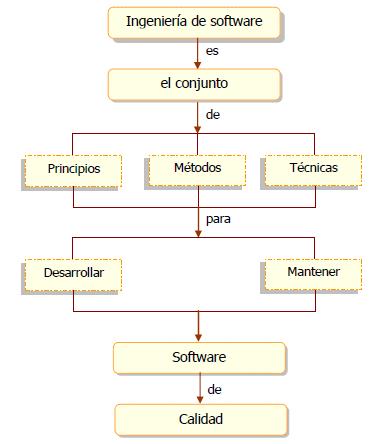 Ingeniería de software
es
el conjunto
de
Principios
Métodos
Técnicas
para
Desarrollar
Mantener
Software
de
Calidad